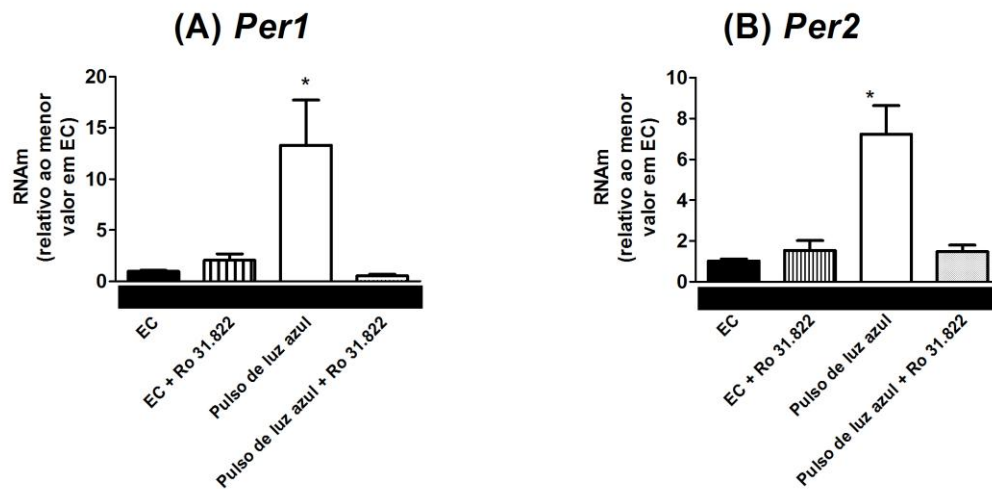 (A) Per1
RNAm
(relativo ao menor
valor em EC)
20
15
10
5
0
*
EC
EC + Ro 31.822
Pulso de luz azul
Pulso de luz azul + Ro 31.822
(B) Per2
RNAm
(relativo ao menor
valor em EC)
10
8
6
4
2
0
*
EC
EC + Ro 31.822
Pulso de luz azul
Pulso de luz azul + Ro 31.822